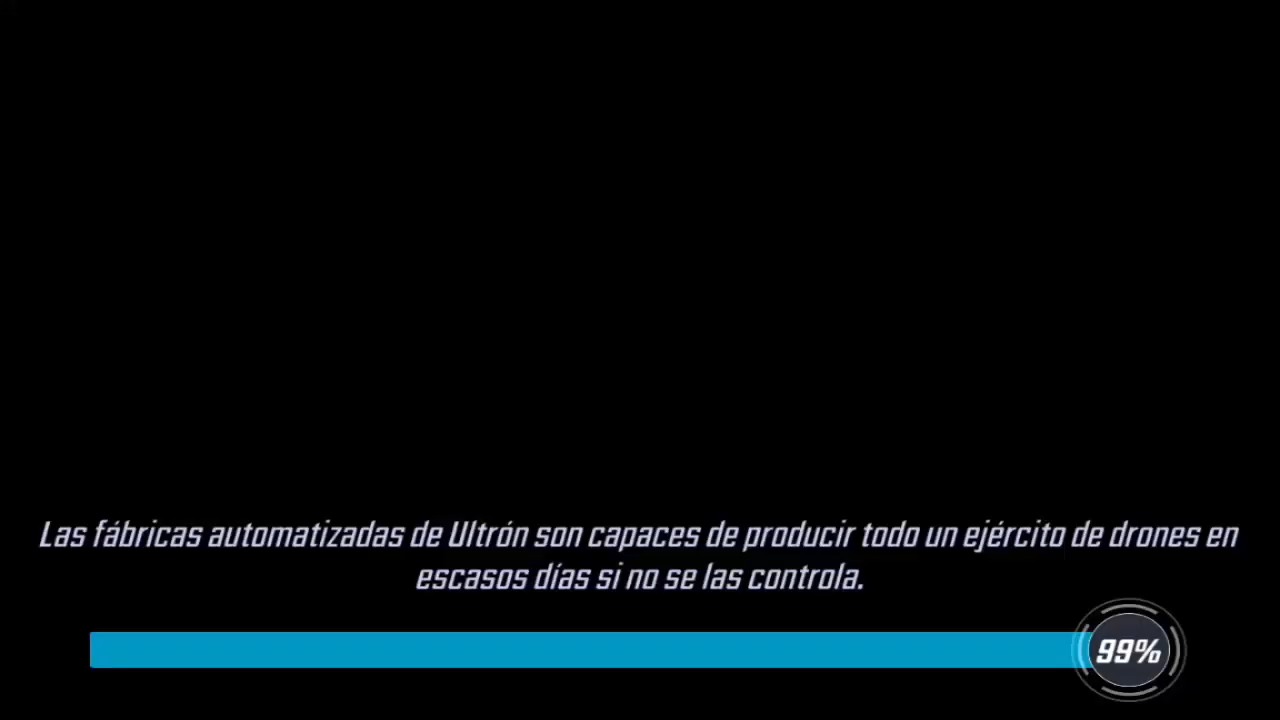 Las fábricas automatizadas de Ultrón son capaces de producir todo un ejército de drones en
escasos días si no se las controla.
99%